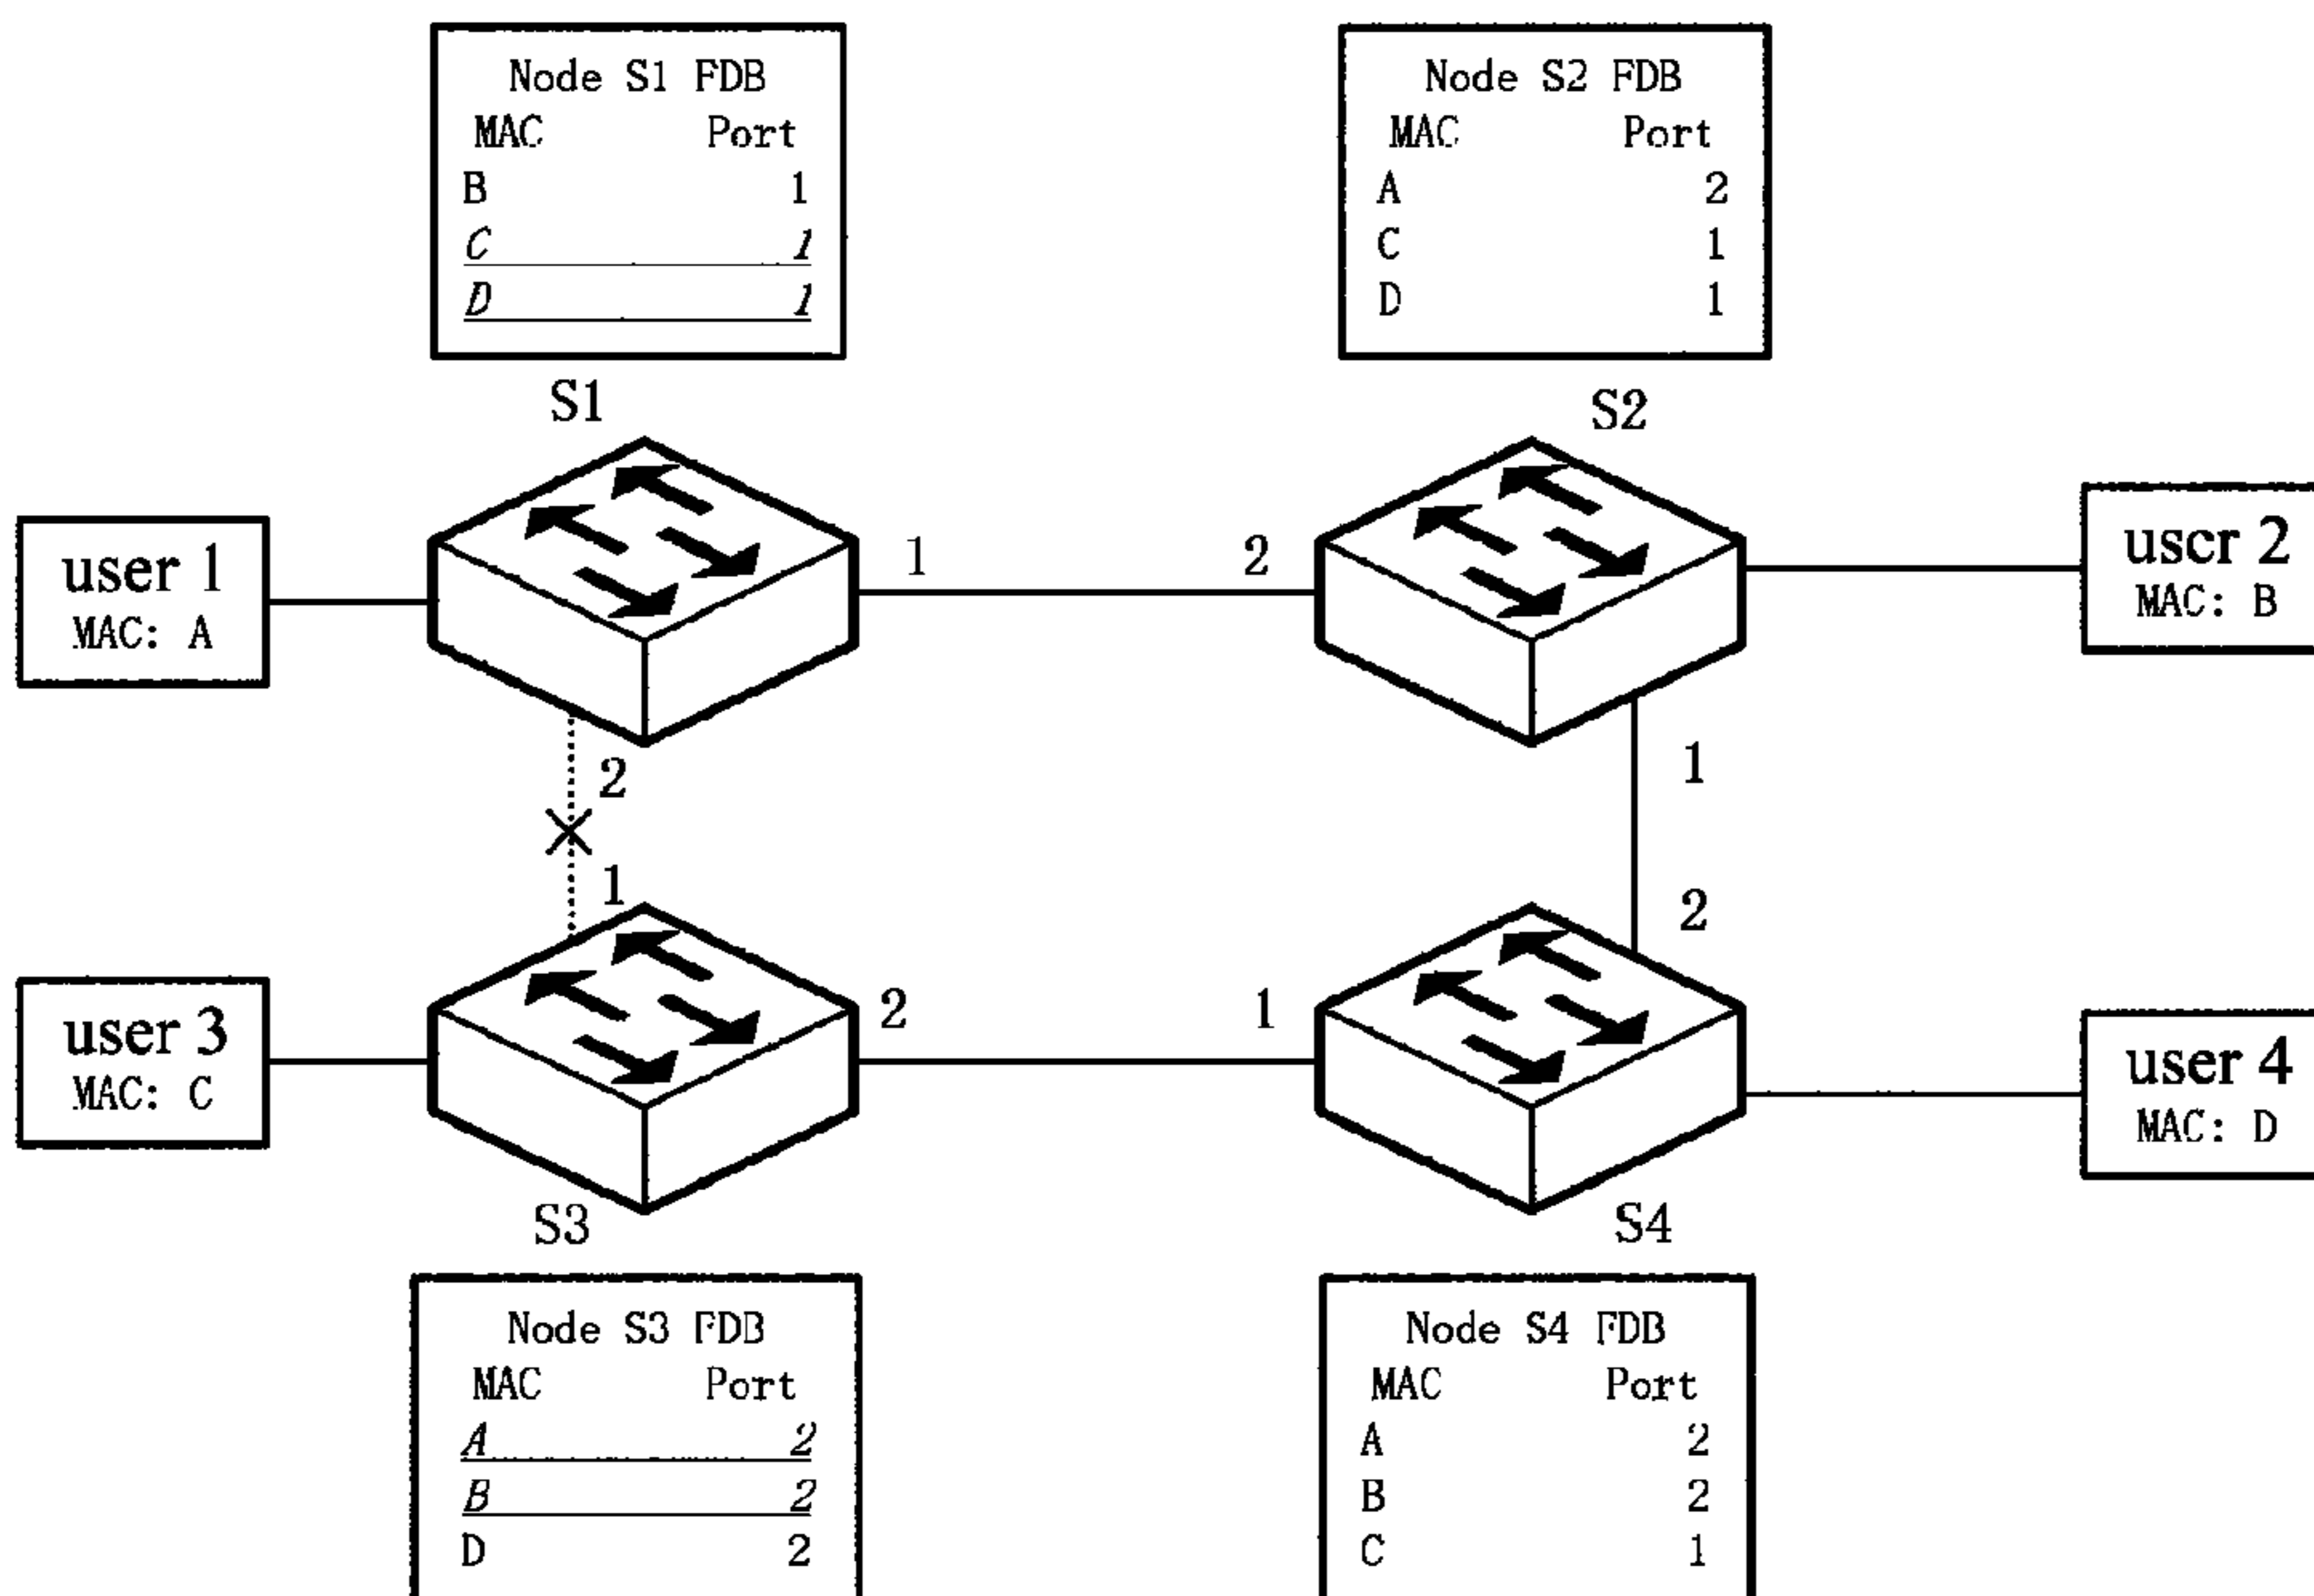 Node S1 FDB
MAC Port
B 1
C 1
D 1
Node S2 FDB
MAC Port
A 2
C 1
D 1
S1
S2
user 1
MAC: A
1
2
user 2
MAC: B
2
1
1
2
user 3
MAC: C
2
1
user 4
MAC: D
S3
S4
Node S3 FDB
MAC Port
A 2
B 2
D 2
Node S4 FDB
MAC Port
A 2
B 2
C 1